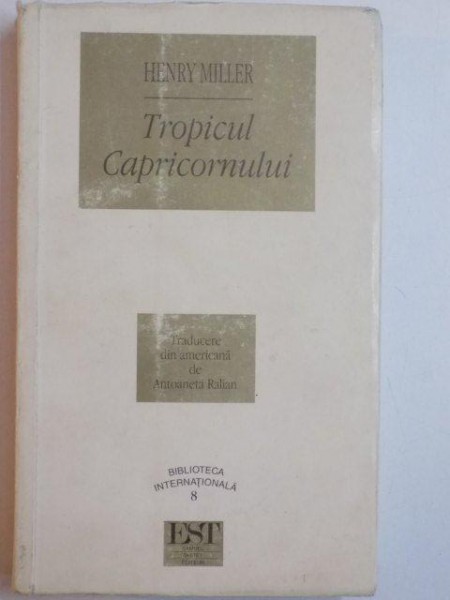 HENRY MILLER
Tropicul
Capricornului
Traducere
din americană
de
Antoaneta Ralian
BIBLIOTECA
INTERNAȚIONALĂ
8
EST